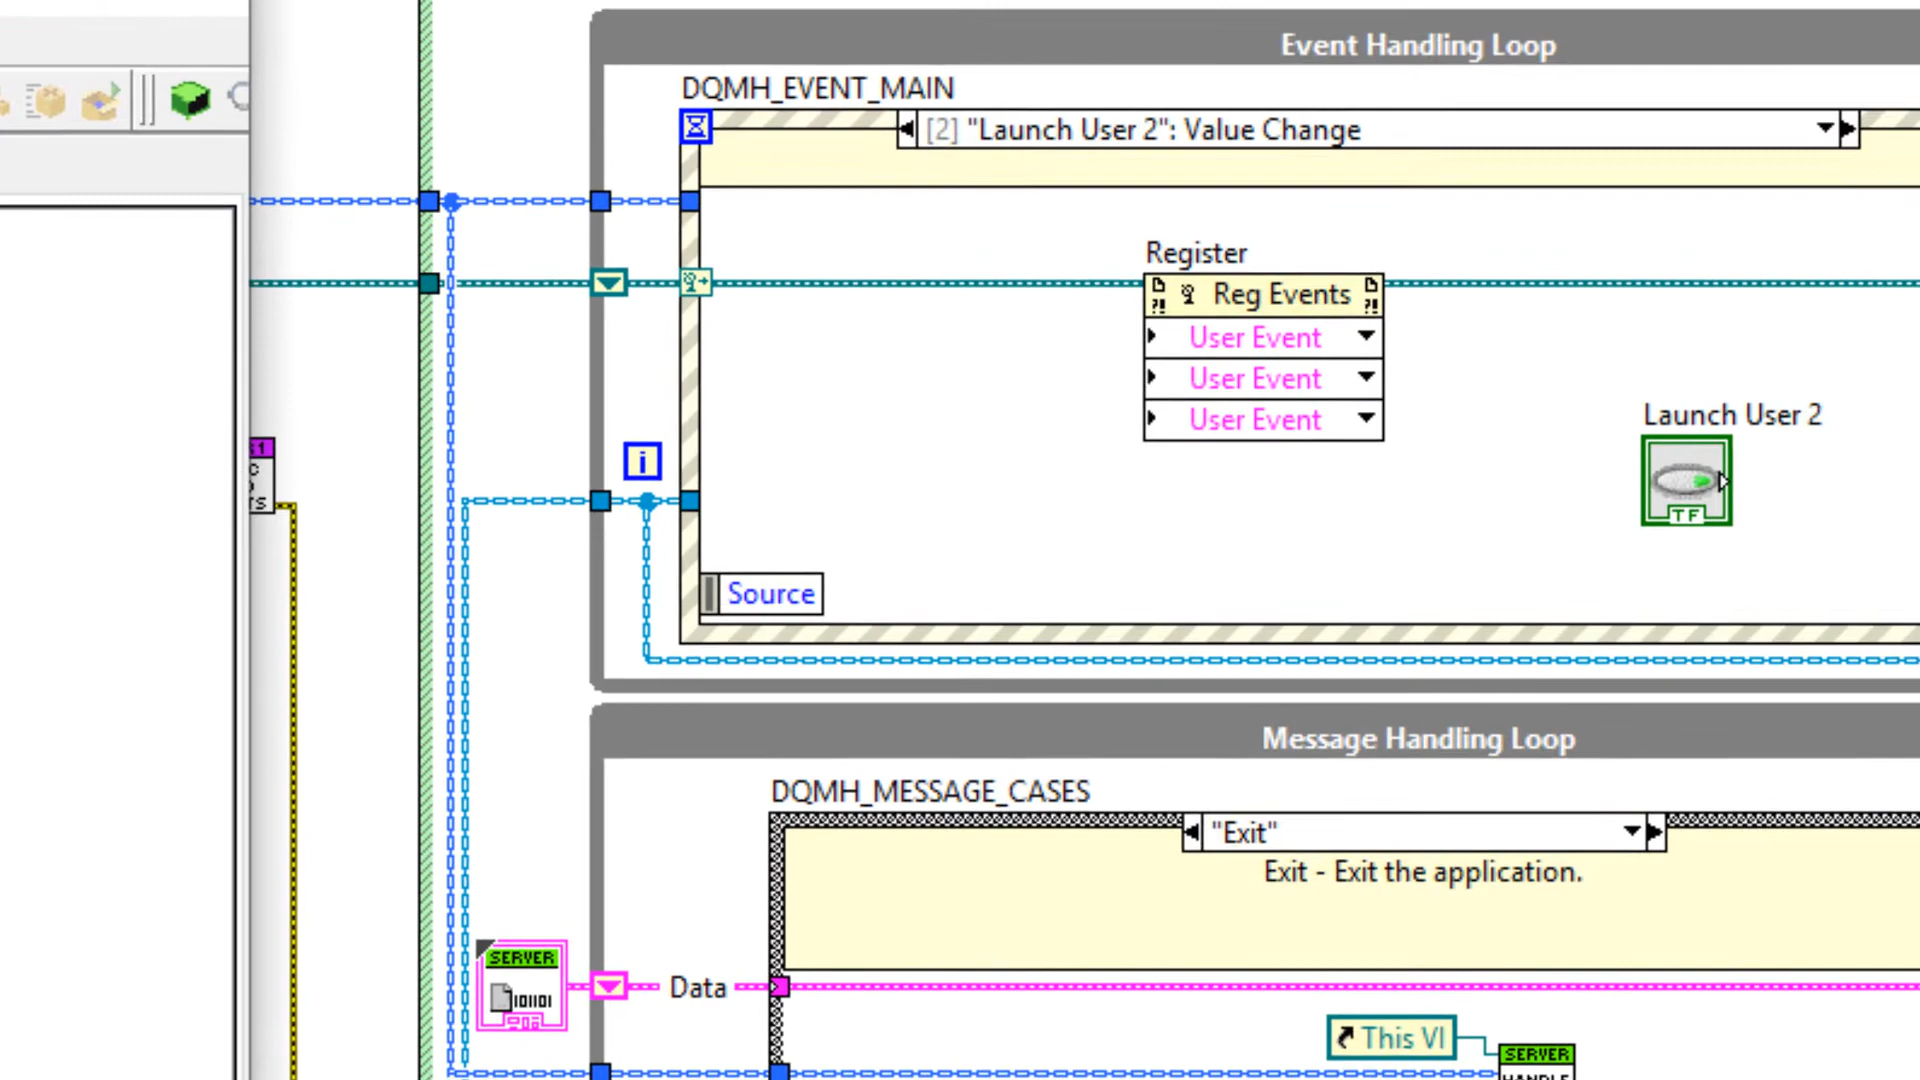 Event Handling Loop
DQMH_EVENT_MAIN
[2] "Launch User 2": Value Change
Register
Reg Events
User Event
User Event
User Event
Launch User 2
TF
i
Source
Message Handling Loop
DQMH_MESSAGE_CASES
"Exit"
Exit - Exit the application.
SERVER
Data
This VI
SERVER
HANDLE